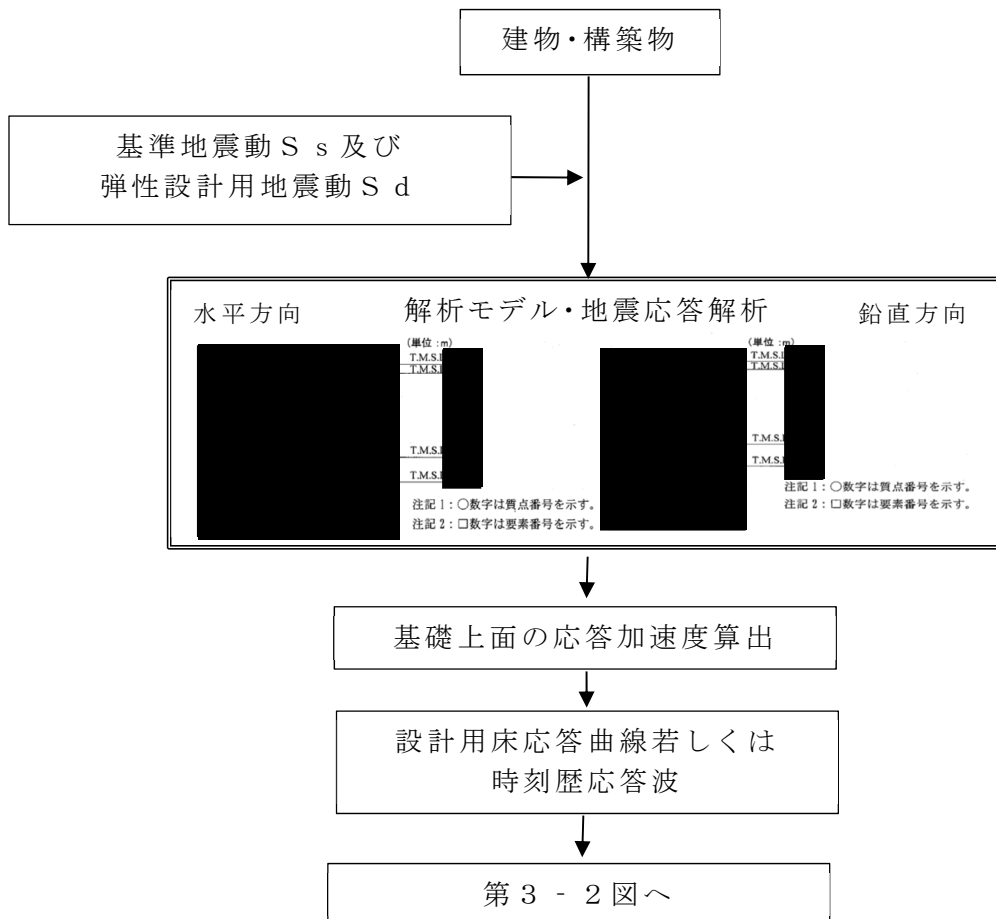 建物・構築物
基準地震動Ｓｓ及び
弾性設計用地震動Ｓｄ
水平方向
解析モデル・地震応答解析
鉛直方向
(単位:m)
T.M.S.L
T.M.S.L
T.M.S.L
T.M.S.L
注記1：○数字は質点番号を示す。
注記2：□数字は要素番号を示す。
(単位:m)
T.M.S.L
T.M.S.L
T.M.S.L
T.M.S.L
注記1：○数字は質点番号を示す。
注記2：□数字は要素番号を示す。
基礎上面の応答加速度算出
設計用床応答曲線若しくは
時刻歴応答波
第３‐２図へ